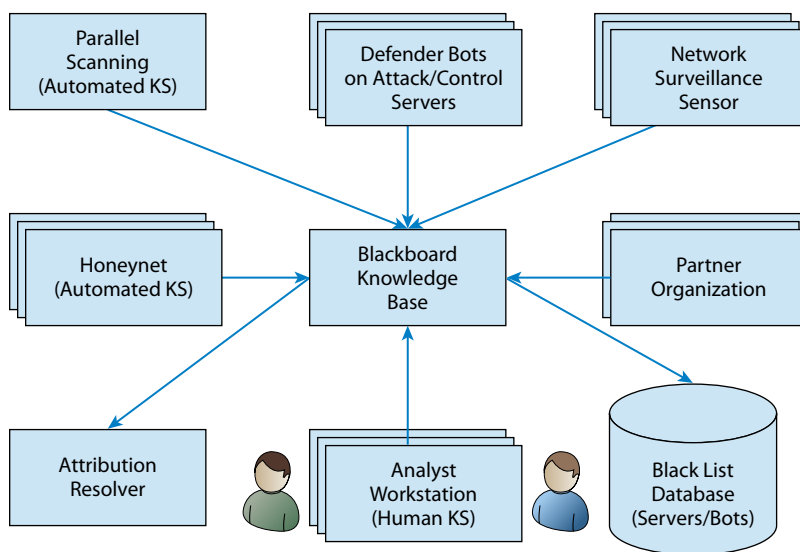 Parallel
Scanning
(Automated KS)
Defender Bots
on Attack/Control
Servers
Network
Surveillance
Sensor
Honeynet
(Automated KS)
Blackboard
Knowledge
Base
Partner
Organization
Attribution
Resolver
Analyst
Workstation
(Human KS)
Black List
Database
(Servers/Bots)